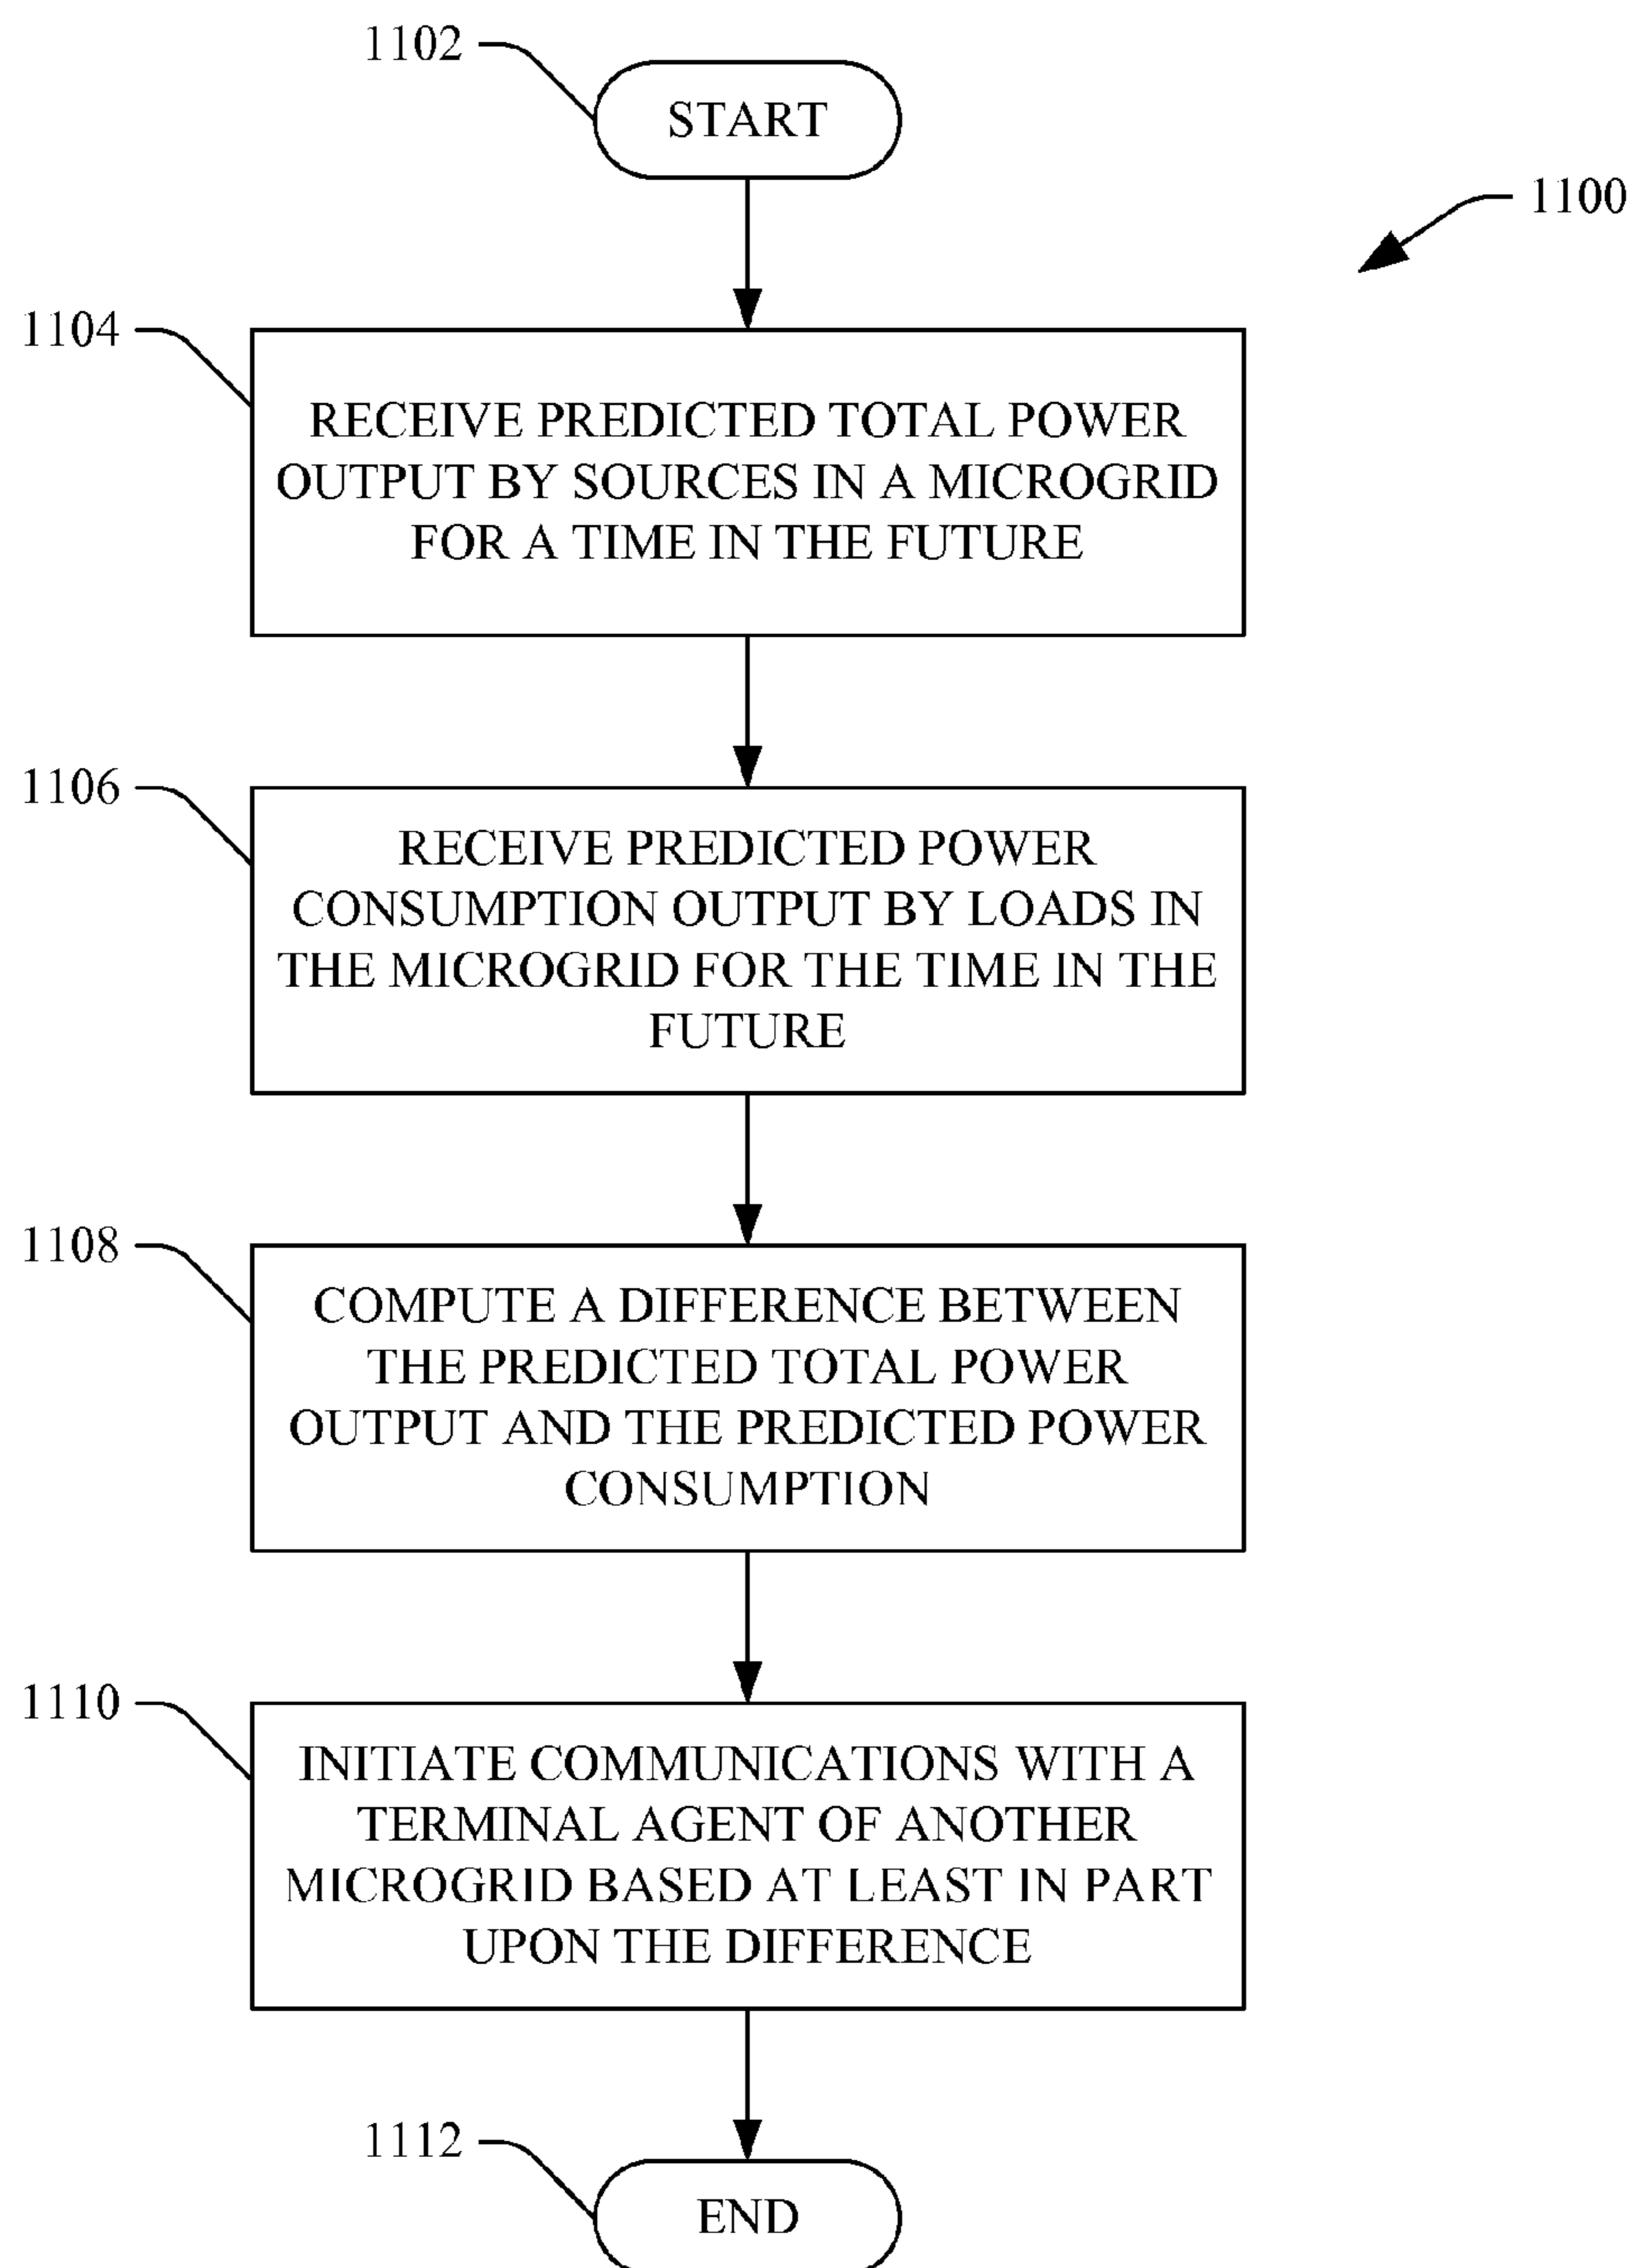 1102
START
1100
1104
RECEIVE PREDICTED TOTAL POWER
OUTPUT BY SOURCES IN A MICROGRID
FOR A TIME IN THE FUTURE
1106
RECEIVE PREDICTED POWER
CONSUMPTION OUTPUT BY LOADS IN
THE MICROGRID FOR THE TIME IN THE
FUTURE
1108
COMPUTE A DIFFERENCE BETWEEN
THE PREDICTED TOTAL POWER
OUTPUT AND THE PREDICTED POWER
CONSUMPTION
1110
INITIATE COMMUNICATIONS WITH A
TERMINAL AGENT OF ANOTHER
MICROGRID BASED AT LEAST IN PART
UPON THE DIFFERENCE
1112
END